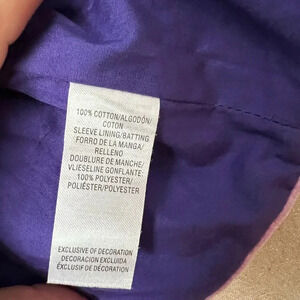 100% COTTON/ALGODÓN/
COTON
SLEEVE LINING/BATTING
FORRO DE LA MANGA/
RELLENO
DOUBLURE DE MANCHE/
VLIESELINE GONFLANTE:
100% POLYESTER/
POLIÉSTER/POLYESTER
EXCLUSIVE OF DECORATION
DECORACION EXCLUIDA
EXCLUSIF DE DÉCORATION